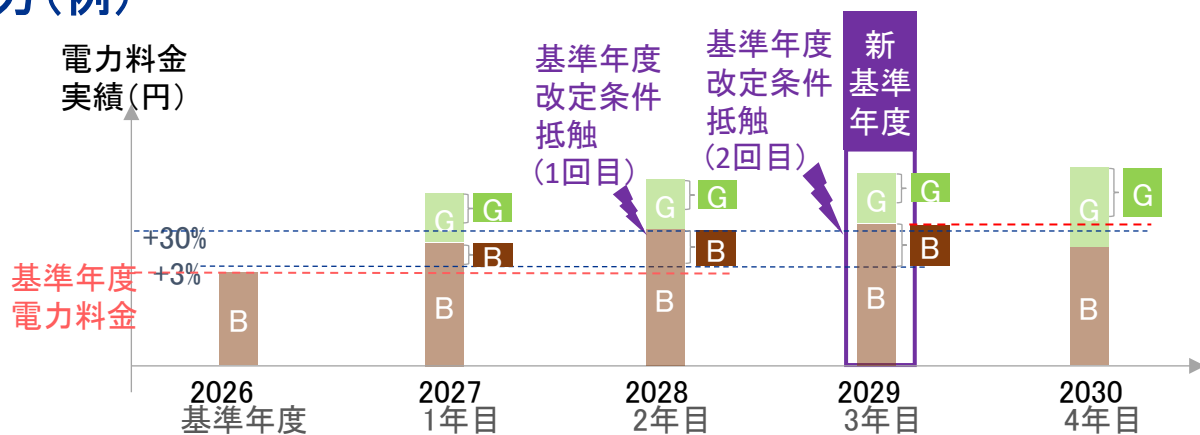 力（例）
電力料金
実績（円）
基準年度
改定条件
抵触
（1回目）
基準年度
改定条件
抵触
（2回目）
新
基準
年度
+30%
+3%
基準年度
電力料金
B
G
G
B
B
G
G
B
B
G
G
B
B
G
G
B
2026
基準年度
2027
1年目
2028
2年目
2029
3年目
2030
4年目